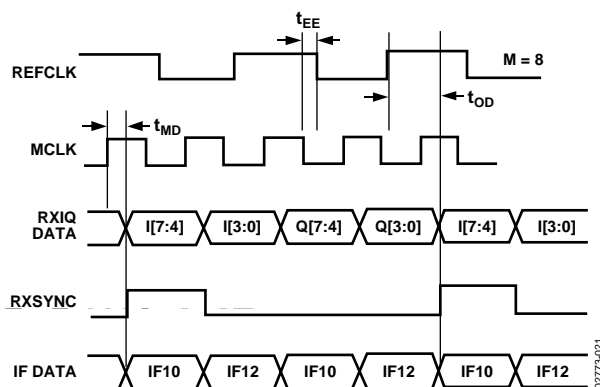 tEE
REFCLK
M = 8
tOD
tMD
MCLK
RXIQ
DATA
I[7:4] I[3:0] Q[7:4] Q[3:0] I[7:4] I[3:0]
RXSYNC
IF DATA IF10 IF12 IF10 IF12 IF10 IF12
02773-021